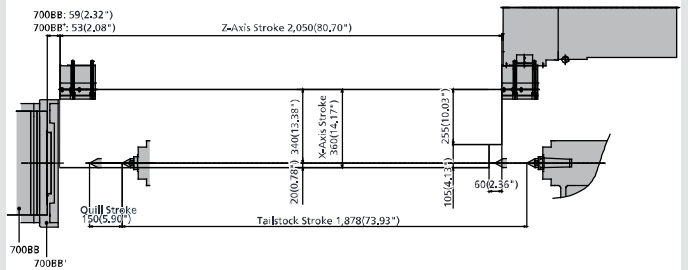 700BB: 59(2.32")
700BB': 53(2.08")
Z-Axis Stroke 2,050(80.70")
340(13.38")
X-Axis Stroke
360(14.17")
255(10.03")
20(0.78")
105(4.13")
60(2.36")
Quill Stroke
150(5.90")
Tailstock Stroke 1,878(73.93")
700BB
700BB'